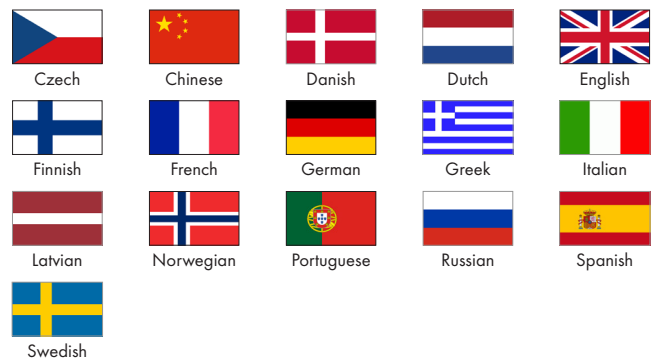 Czech
Chinese
Danish
Dutch
English
Finnish
French
German
Greek
Italian
Latvian
Norwegian
Portuguese
Russian
Spanish
Swedish